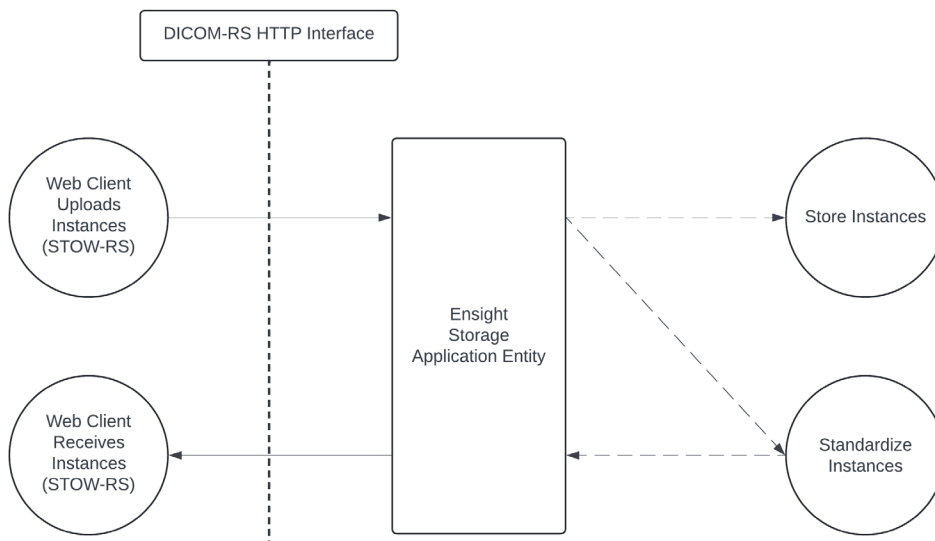 DICOM-RS HTTP Interface
Web Client
Uploads
Instances
(STOW-RS)
Store Instances
Ensight
Storage
Application Entity
Web Client
Receives
Instances
(STOW-RS)
Standardize
Instances